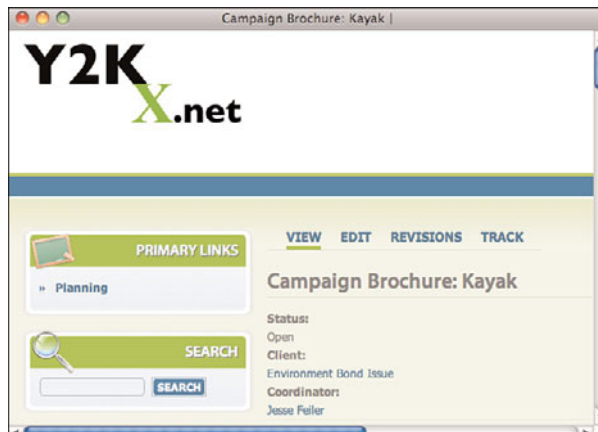 Campaign Brochure: Kayak |
Y2K
X.net
PRIMARY LINKS
» Planning
SEARCH
SEARCH
VIEW EDIT REVISIONS TRACK
Campaign Brochure: Kayak
Status:
Open
Client:
Environment Bond Issue
Coordinator:
Jesse Feiler